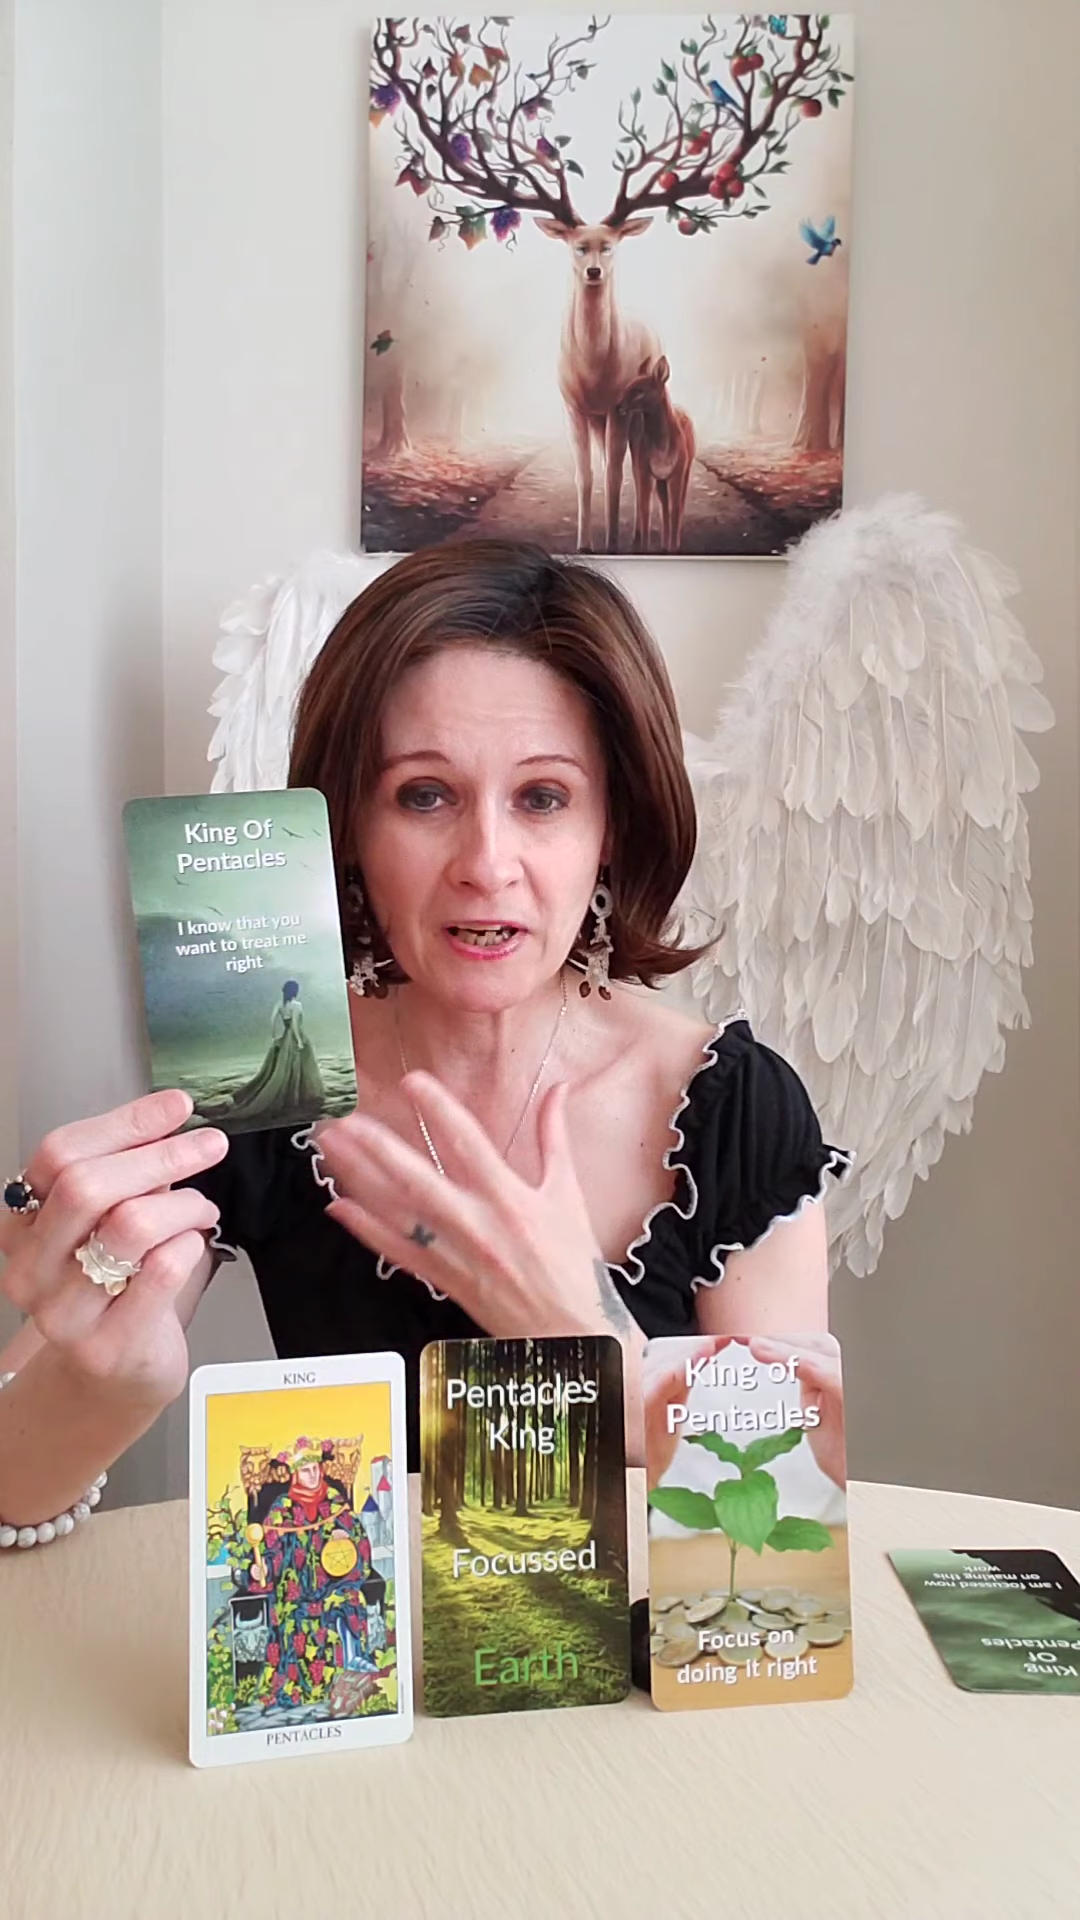 King Of
Pentacles
I know that you
want to treat me
right
KING
PENTACLES
Pentacles
King
Focussed
Earth
King of
Pentacles
Focus on
doing it right
King
Of
Pentacles
I am focussed now
on making this
work